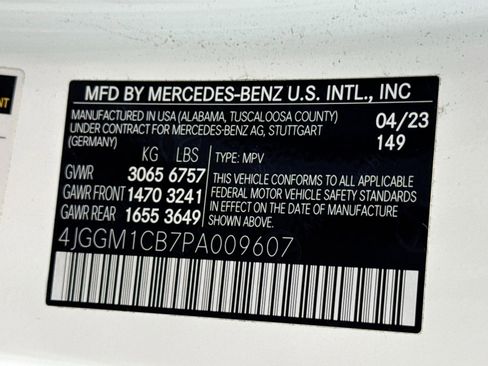 MFD BY MERCEDES-BENZ U.S. INTL., INC
MANUFACTURED IN USA (ALABAMA, TUSCALOOSA COUNTY)
UNDER CONTRACT FOR MERCEDES-BENZ AG, STUTTGART
(GERMANY)
04/23
149
KG LBS
TYPE: MPV
GVWR 3065 6757
GAWR FRONT 1470 3241
GAWR REAR 1655 3649
THIS VEHICLE CONFORMS TO ALL APPLICABLE
FEDERAL MOTOR VEHICLE SAFETY STANDARDS
IN EFFECT ON THE DATE OF MANUFACTURE
SHOWN ABOVE.
4JGGM1CB7PA009607